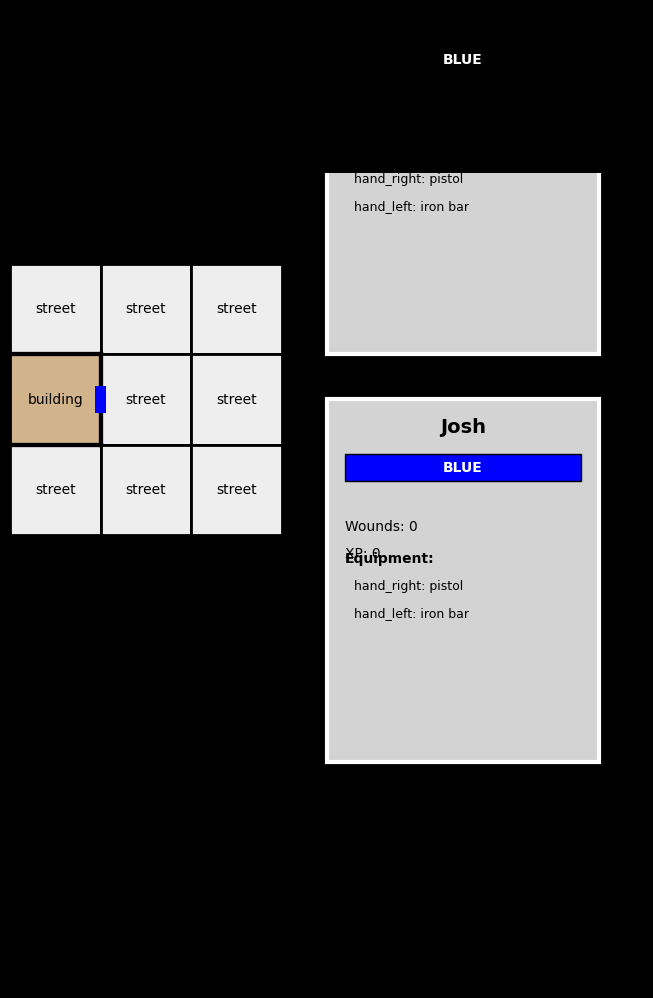 BLUE
hand_right: pistol
hand_left: iron bar
street street street
building street street
street street street
Josh
BLUE
Wounds: 0
XP: 0
Equipment:
hand_right: pistol
hand_left: iron bar